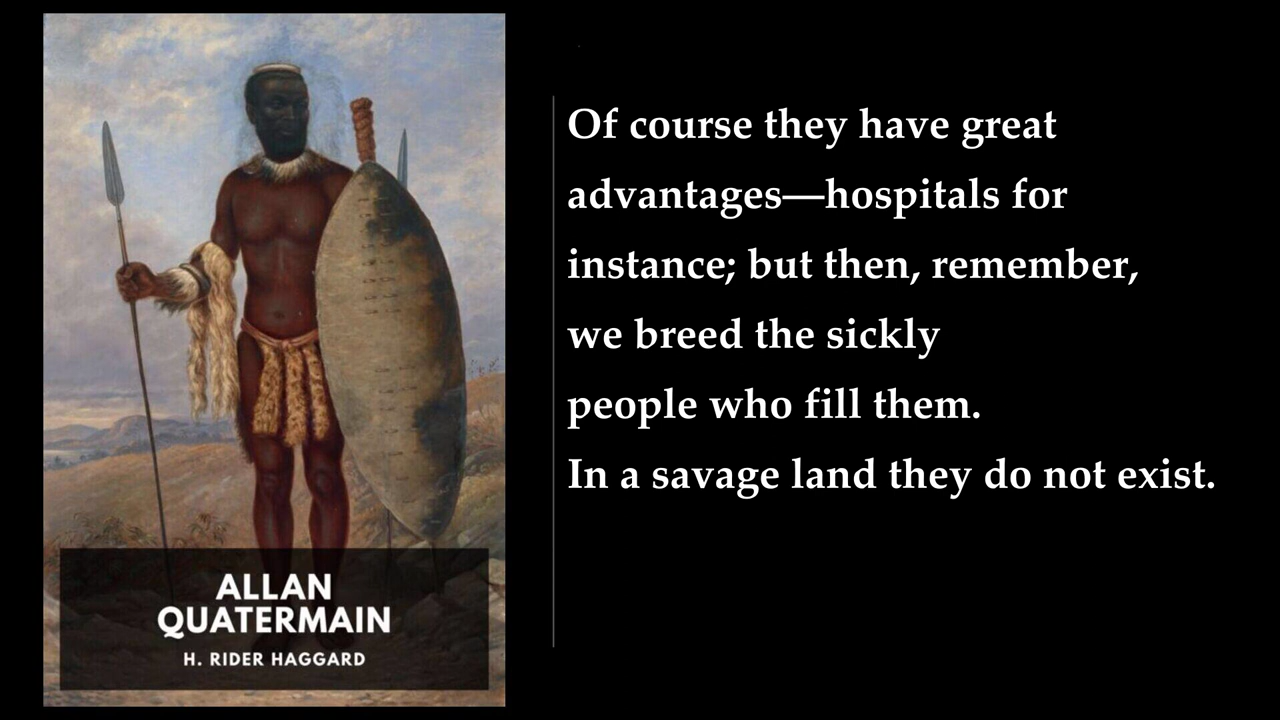 ALLAN
QUATERMAIN
H. RIDER HAGGARD
Of course they have great
advantages—hospitals for
instance; but then, remember,
we breed the sickly
people who fill them.
In a savage land they do not exist.